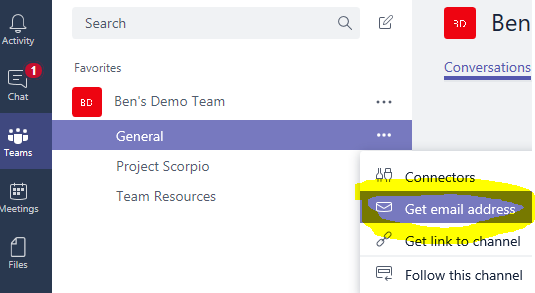 Activity
Chat
1
Teams
Meetings
Files
Search
Favorites
BD
Ben's Demo Team
General
Project Scorpio
Team Resources
BD
Ben
Conversations
Connectors
Get email address
Get link to channel
Follow this channel